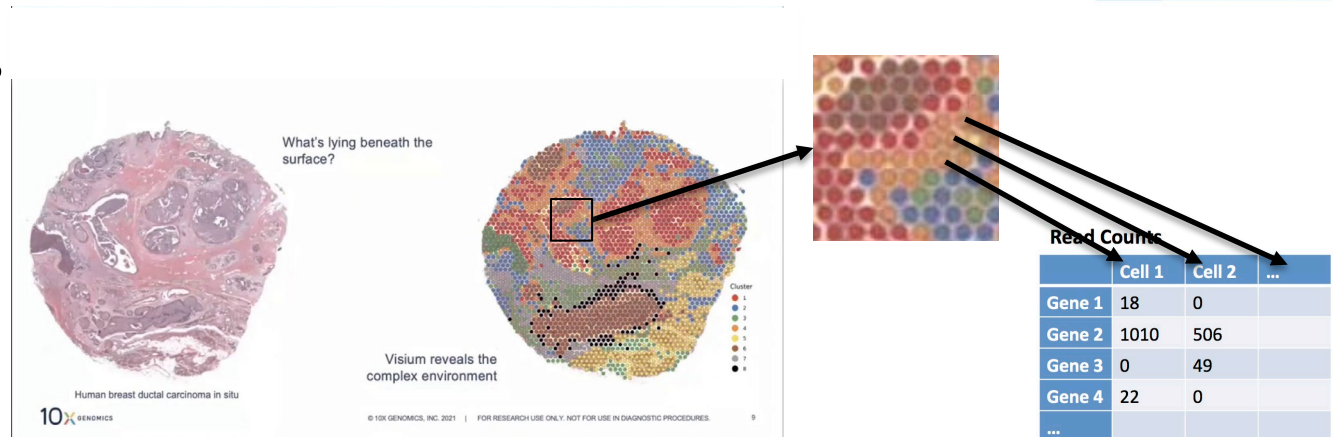 What's lying beneath the
surface?
Visium reveals the
complex environment
Human breast ductal carcinoma in situ
10X GENOMICS
© 10X GENOMICS, INC. 2021 | FOR RESEARCH USE ONLY. NOT FOR USE IN DIAGNOSTIC PROCEDURES.
9
Cluster
1
2
3
4
5
6
7
8
Read Counts
Cell 1 Cell 2 ...
Gene 1 18 0
Gene 2 1010 506
Gene 3 0 49
Gene 4 22 0
...